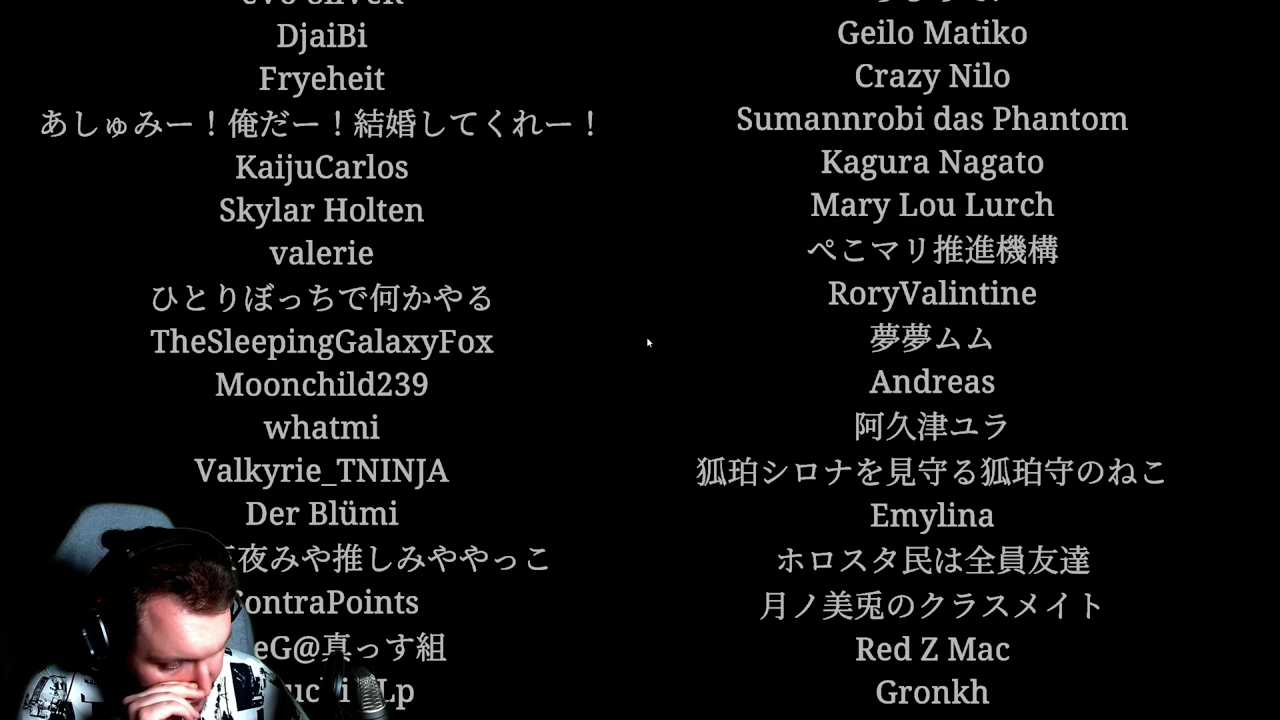 DjaiBi
Fryeheit
あしゅみー！俺だー！結婚してくれー！
KaijuCarlos
Skylar Holten
valerie
ひとりぼっちで何かやる
TheSleepingGalaxyFox
Moonchild239
whatmi
Valkyrie_TNINJA
Der Blümi
夜みや推しみややっこ
ContraPoints
eG@真っす組
Geilo Matiko
Crazy Nilo
Sumannrobi das Phantom
Kagura Nagato
Mary Lou Lurch
ぺこマリ推進機構
RoryValintine
夢夢ムム
Andreas
阿久津ユラ
狐珀シロナを見守る狐珀守のねこ
Emylina
ホロスタ民は全員友達
月ノ美兎のクラスメイト
Red Z Mac
Gronkh